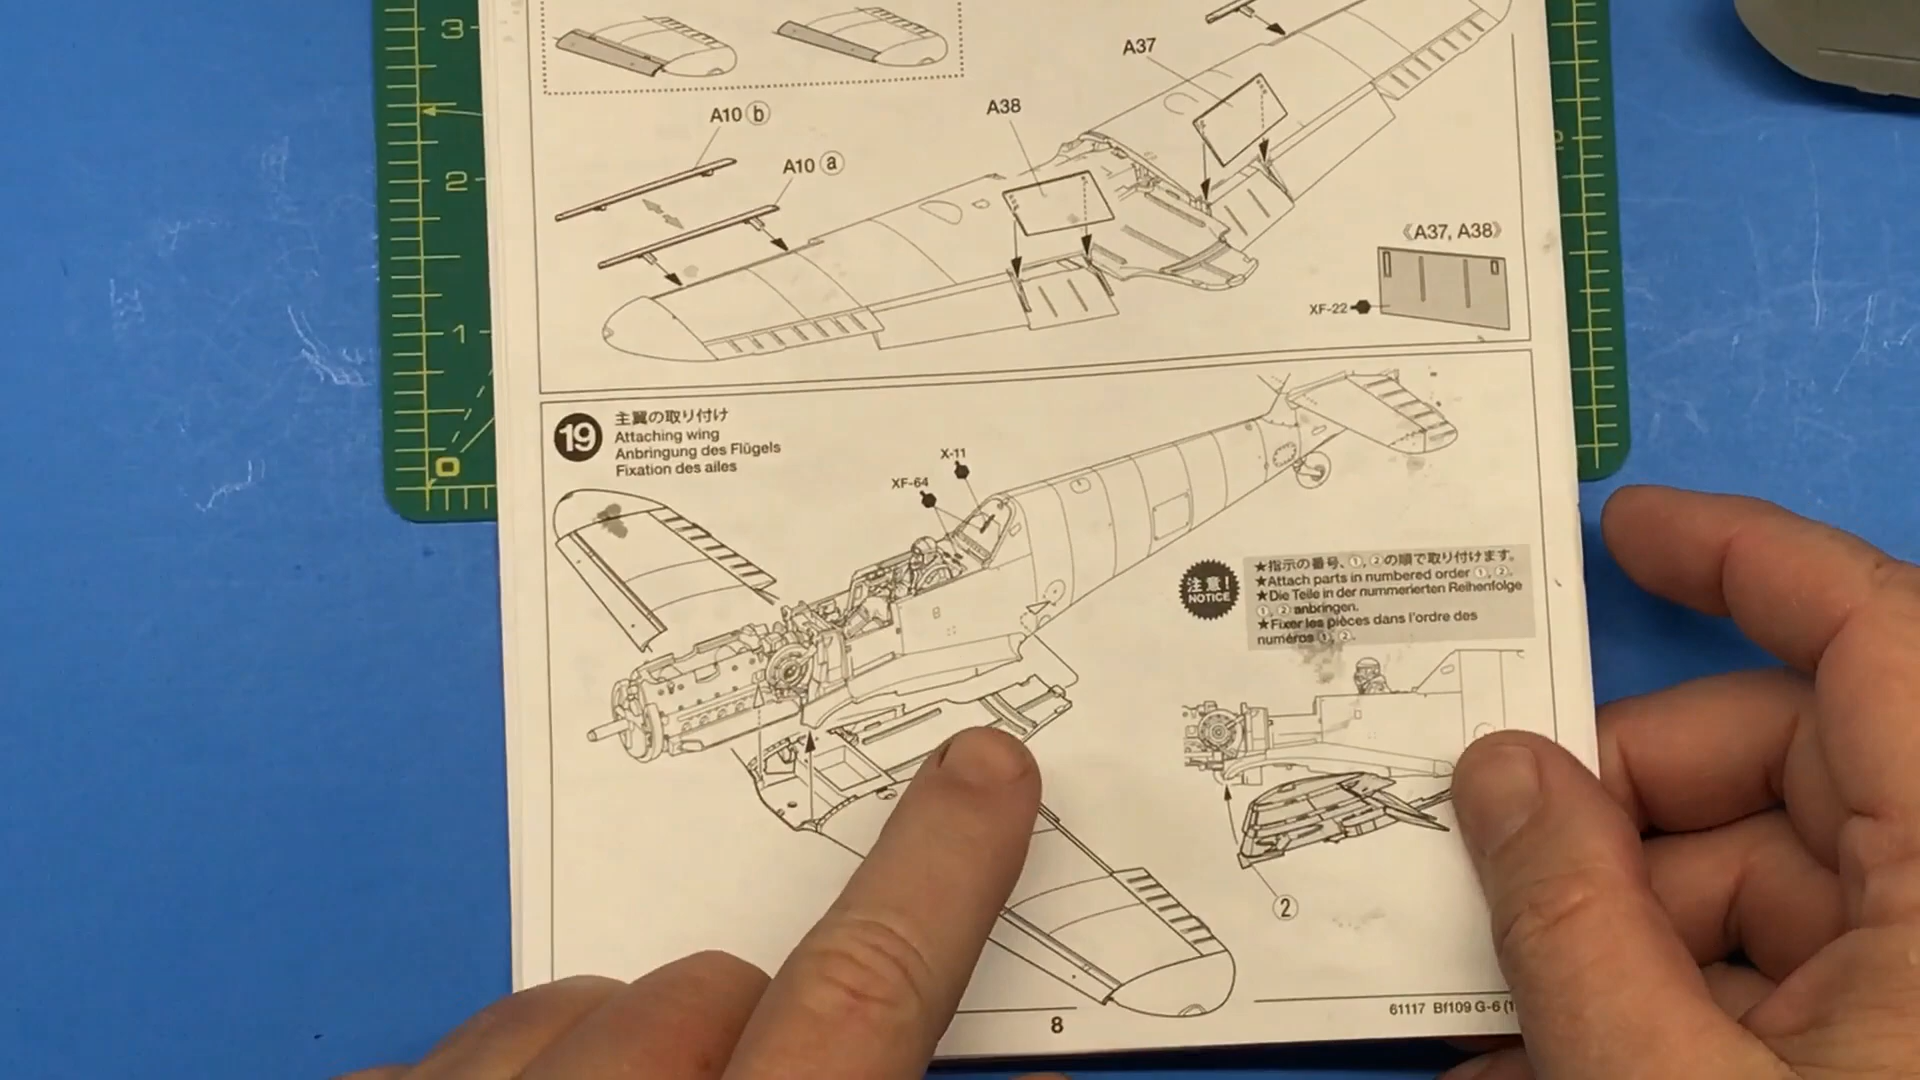 3
2
1
0
2
A37
A38
A10 b
A10 a
《A37, A38》
XF-22
19
主翼の取り付け
Attaching wing
Anbringung des Flügels
Fixation des ailes
X-11
XF-64
注意!
NOTICE
★指示の番号、①, ②の順で取り付けます。
★Attach parts in numbered order ①, ②.
★Die Teile in der nummerierten Reihenfolge
①, ② anbringen.
★Fixer les pièces dans l'ordre des
numéros ①, ②.
②
8
61117 Bf109 G-6